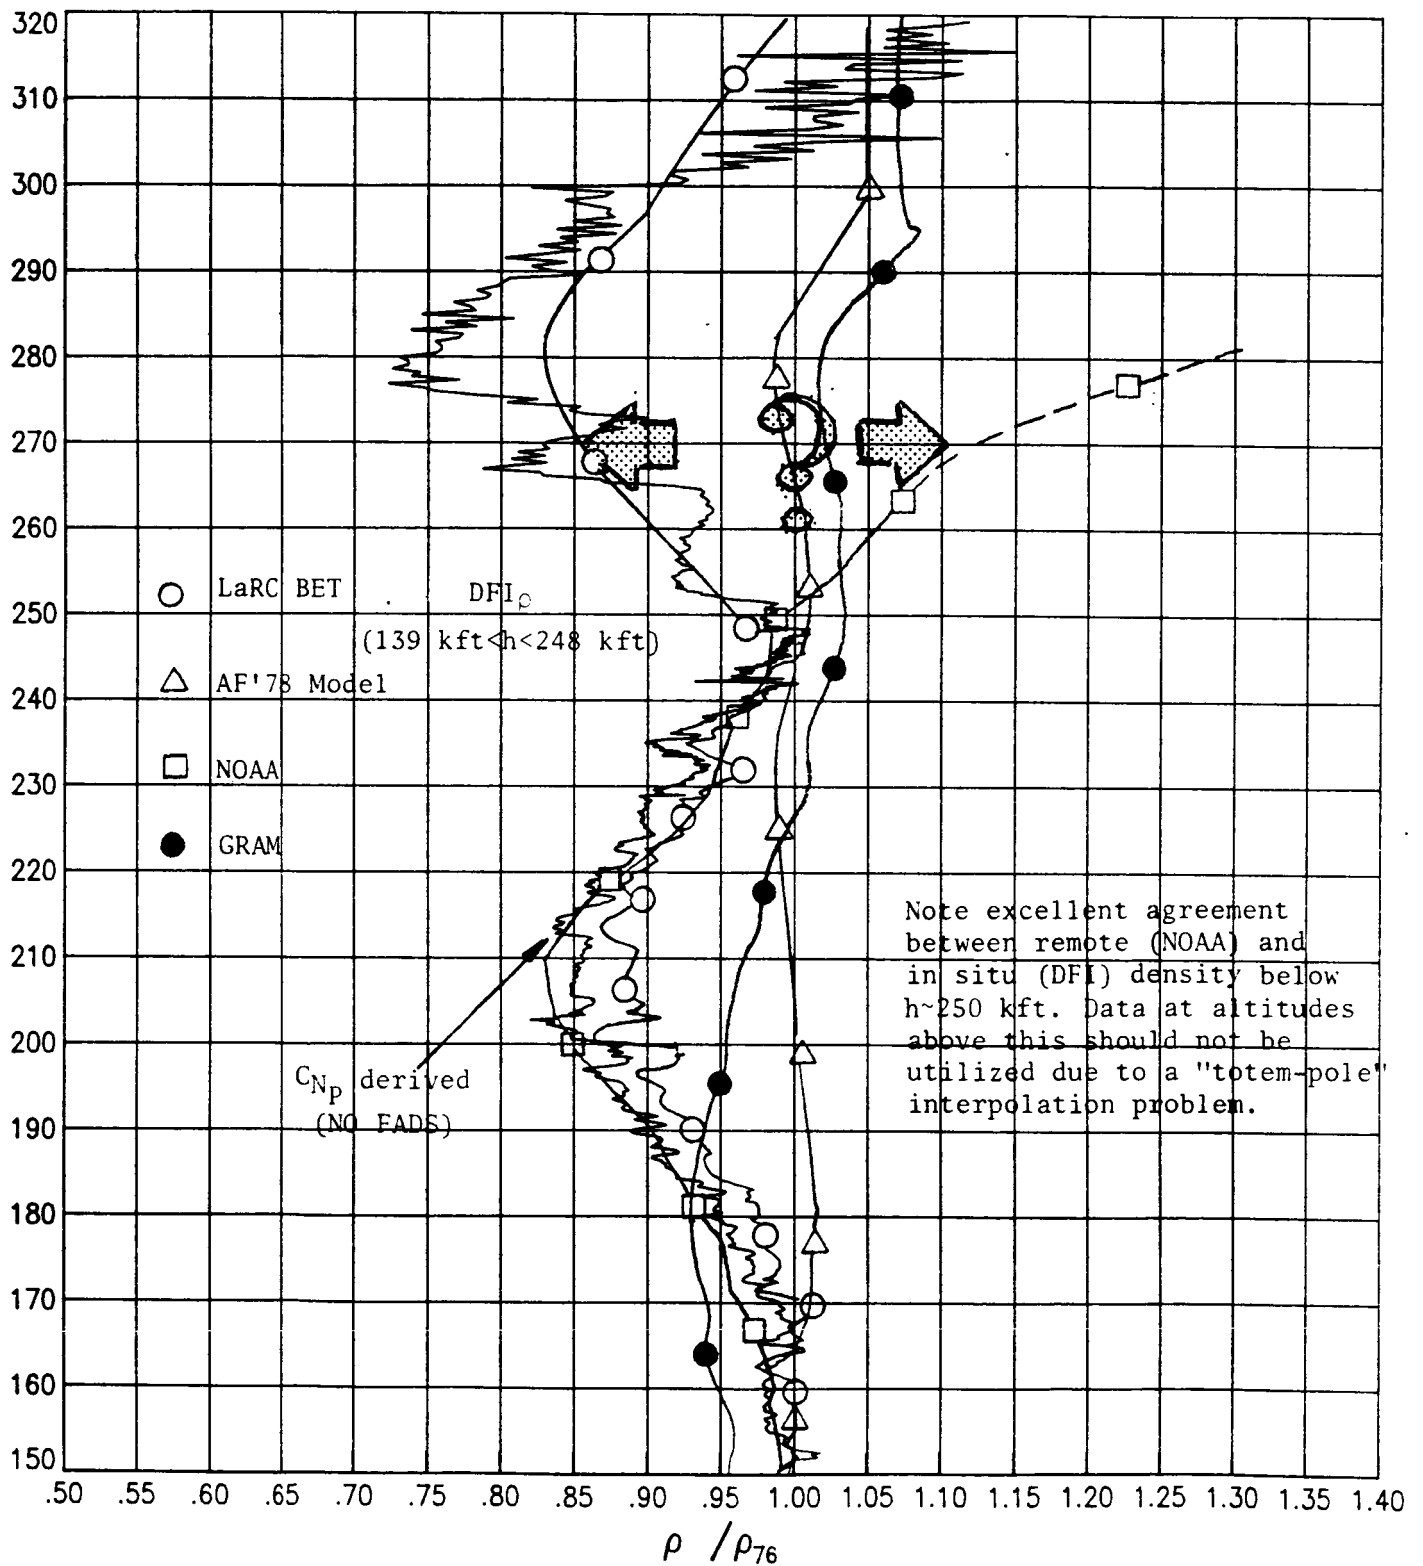 320
310
300
290
280
270
260
250
240
230
220
210
200
190
180
170
160
150
LaRC BET
DFIρ
(139 kft<h<248 kft)
AF'78 Model
NOAA
GRAM
Note excellent agreement
between remote (NOAA) and
in situ (DFI) density below
h~250 kft. Data at altitudes
above this should not be
utilized due to a "totem-pole"
interpolation problem.
CNp derived
(NO FADS)
.50 .55 .60 .65 .70 .75 .80 .85 .90 .95 1.00 1.05 1.10 1.15 1.20 1.25 1.30 1.35 1.40
ρ /ρ76